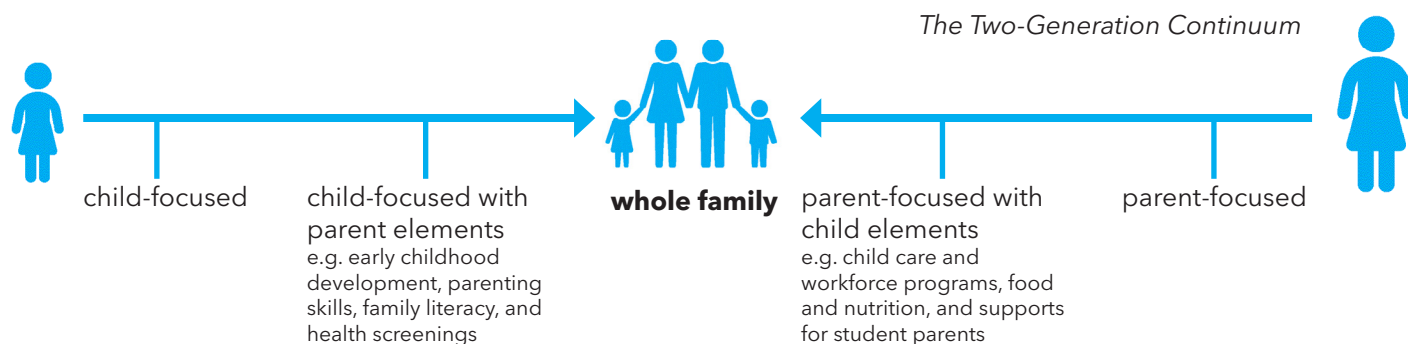 The Two-Generation Continuum
child-focused
child-focused with
parent elements
e.g. early childhood
development, parenting
skills, family literacy, and
health screenings
whole family
parent-focused with
child elements
e.g. child care and
workforce programs, food
and nutrition, and supports
for student parents
parent-focused